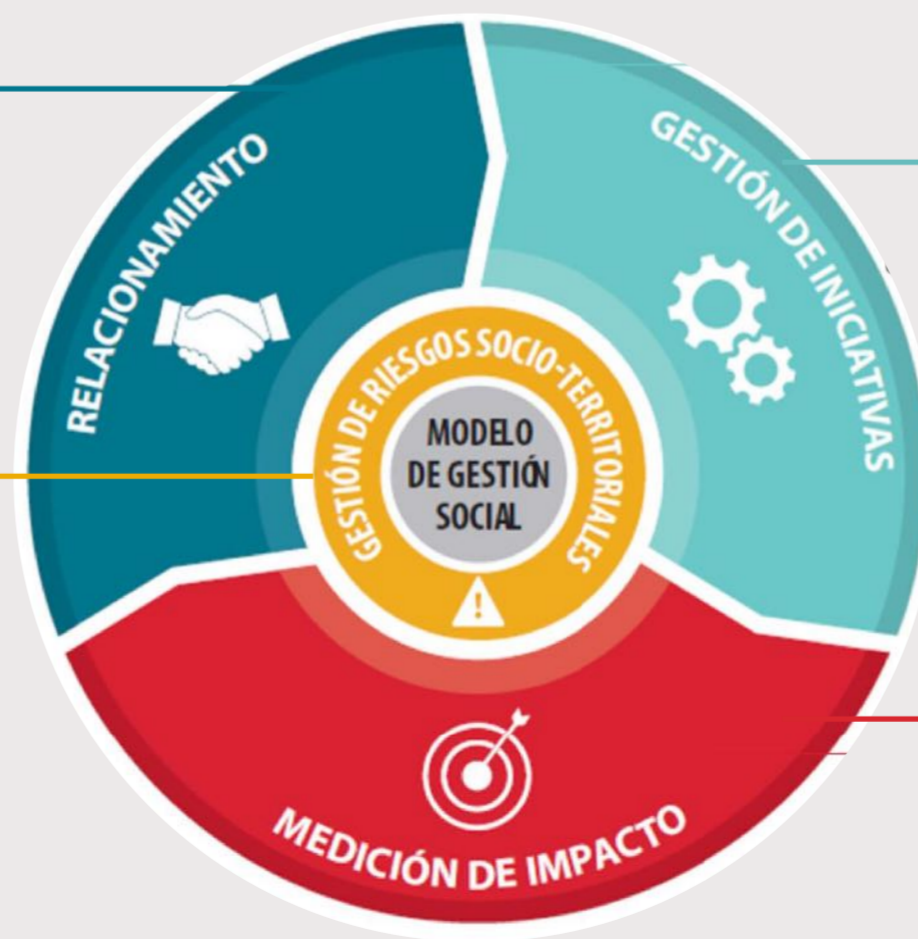 RELACIONAMIENTO
GESTIÓN DE INICIATIVAS
GESTIÓN DE RIESGOS SOCIO-TERRITORIALES
MODELO
DE GESTIÓN
SOCIAL
MEDICIÓN DE IMPACTO